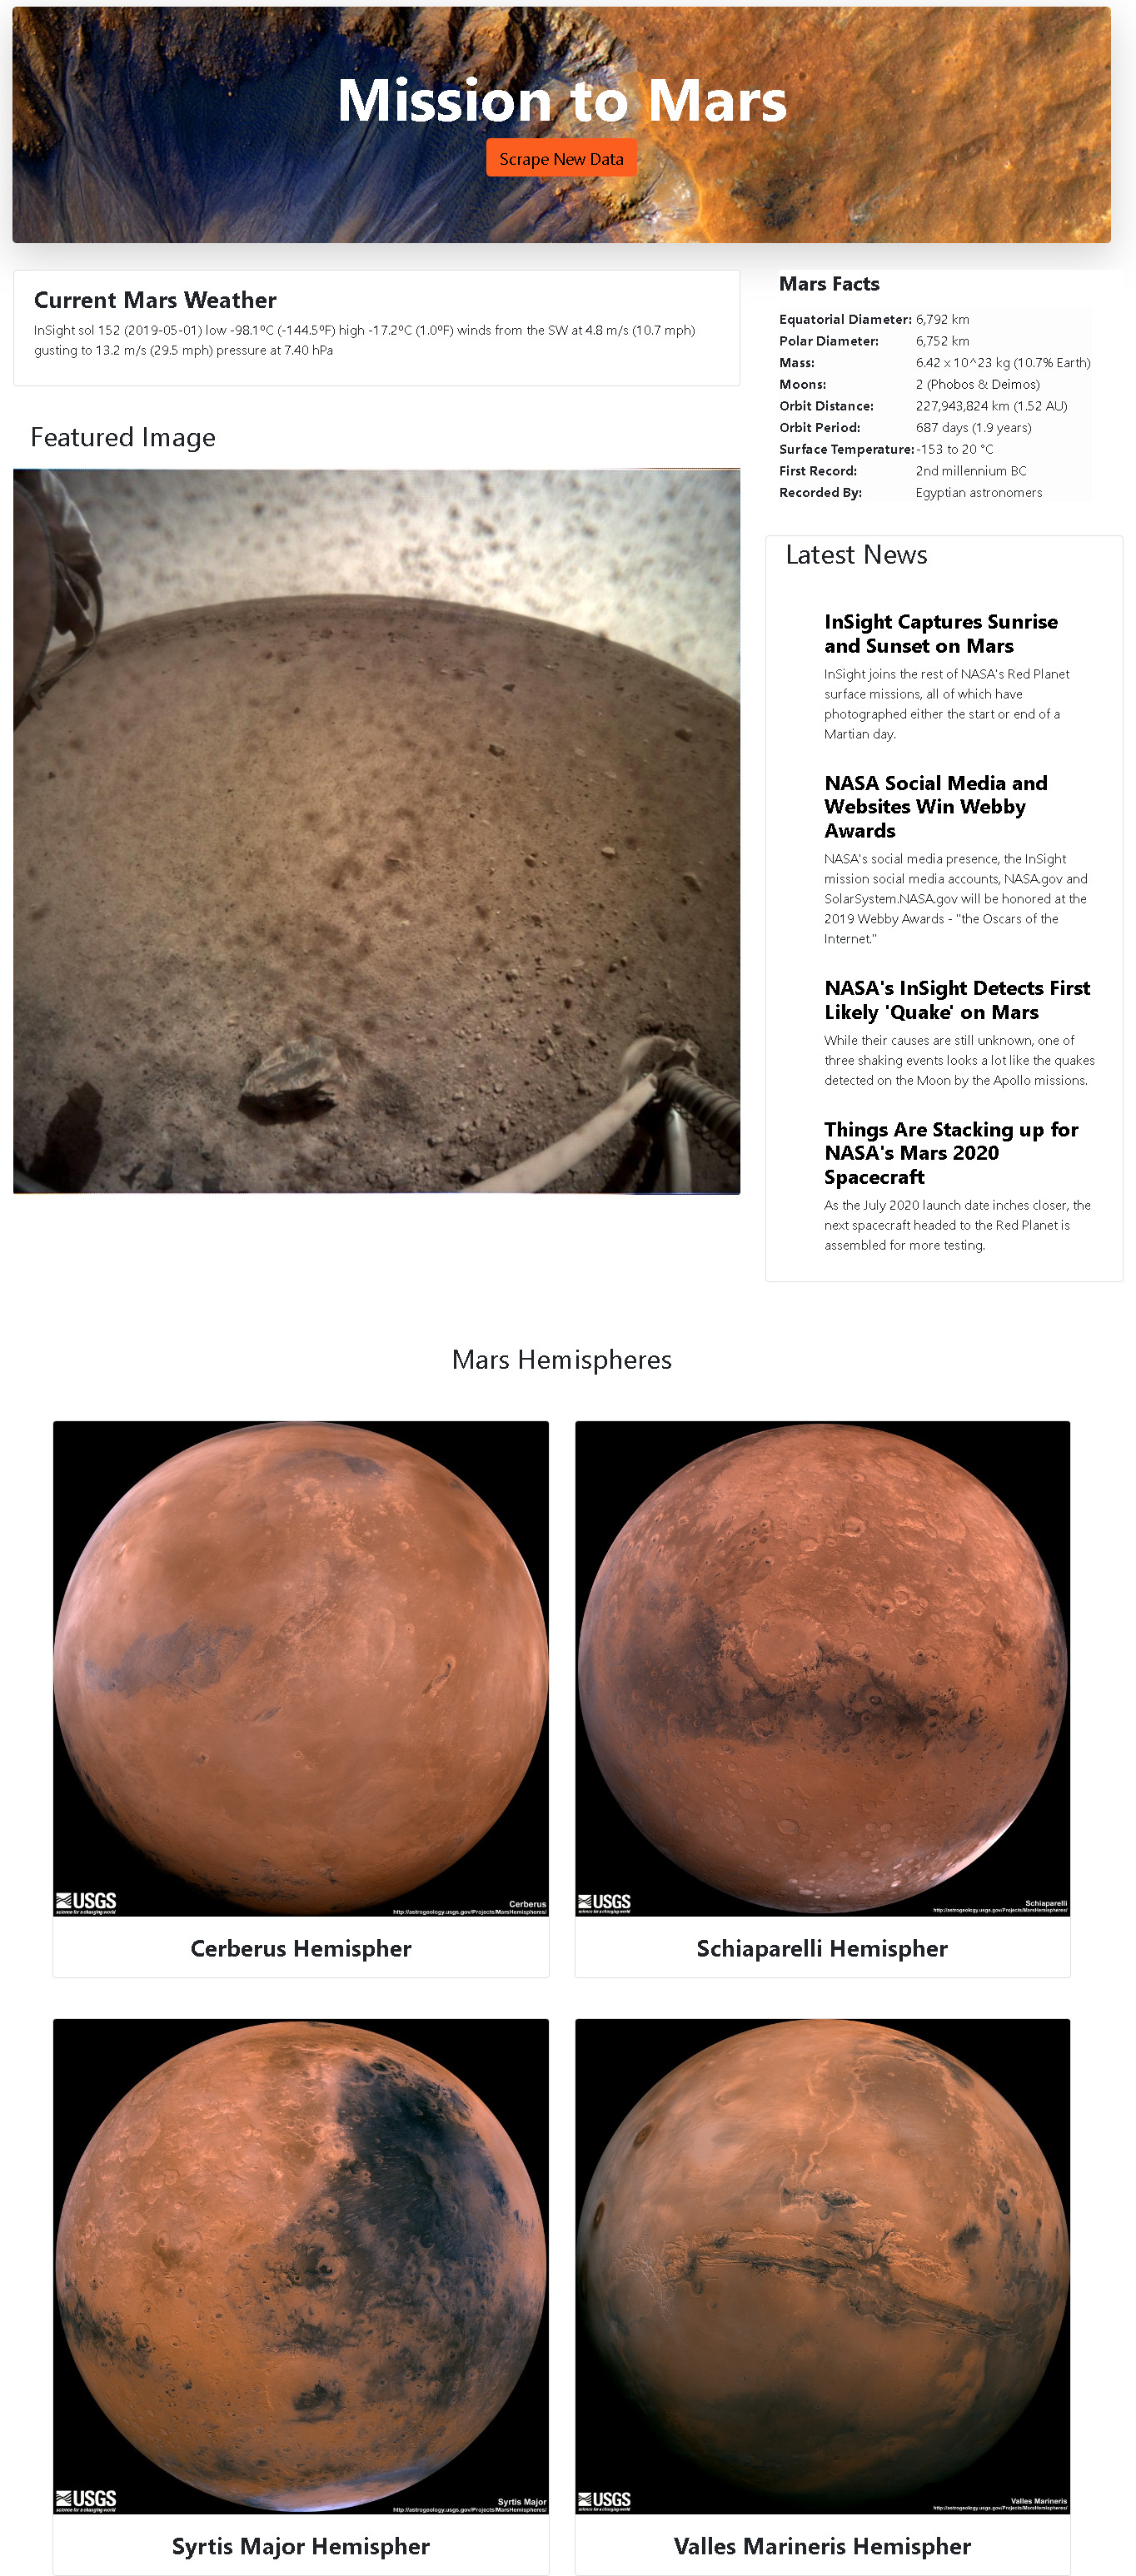 Mission to Mars
Scrape New Data
Current Mars Weather
InSight sol 152 (2019-05-01) low -98.1ºC (-144.5ºF) high -17.2ºC (1.0ºF) winds from the SW at 4.8 m/s (10.7 mph)
gusting to 13.2 m/s (29.5 mph) pressure at 7.40 hPa
Featured Image
Mars Facts
Equatorial Diameter: 6,792 km
Polar Diameter: 6,752 km
Mass: 6.42 x 10^23 kg (10.7% Earth)
Moons: 2 (Phobos & Deimos)
Orbit Distance: 227,943,824 km (1.52 AU)
Orbit Period: 687 days (1.9 years)
Surface Temperature: -153 to 20 °C
First Record: 2nd millennium BC
Recorded By: Egyptian astronomers
Latest News
InSight Captures Sunrise
and Sunset on Mars
InSight joins the rest of NASA's Red Planet
surface missions, all of which have
photographed either the start or end of a
Martian day.
NASA Social Media and
Websites Win Webby
Awards
NASA's social media presence, the InSight
mission social media accounts, NASA.gov and
SolarSystem.NASA.gov will be honored at the
2019 Webby Awards - "the Oscars of the
Internet."
NASA's InSight Detects First
Likely 'Quake' on Mars
While their causes are still unknown, one of
three shaking events looks a lot like the quakes
detected on the Moon by the Apollo missions.
Things Are Stacking up for
NASA's Mars 2020
Spacecraft
As the July 2020 launch date inches closer, the
next spacecraft headed to the Red Planet is
assembled for more testing.
Mars Hemispheres
USGS
science for a changing world
Cerberus
http://astrogeology.usgs.gov/Projects/MarsHemispheres/
Cerberus Hemispher
USGS
science for a changing world
Schiaparelli
http://astrogeology.usgs.gov/Projects/MarsHemispheres/
Schiaparelli Hemispher
USGS
science for a changing world
Syrtis Major
http://astrogeology.usgs.gov/Projects/MarsHemispheres/
Syrtis Major Hemispher
USGS
science for a changing world
Valles Marineris
http://astrogeology.usgs.gov/Projects/MarsHemispheres/
Valles Marineris Hemispher